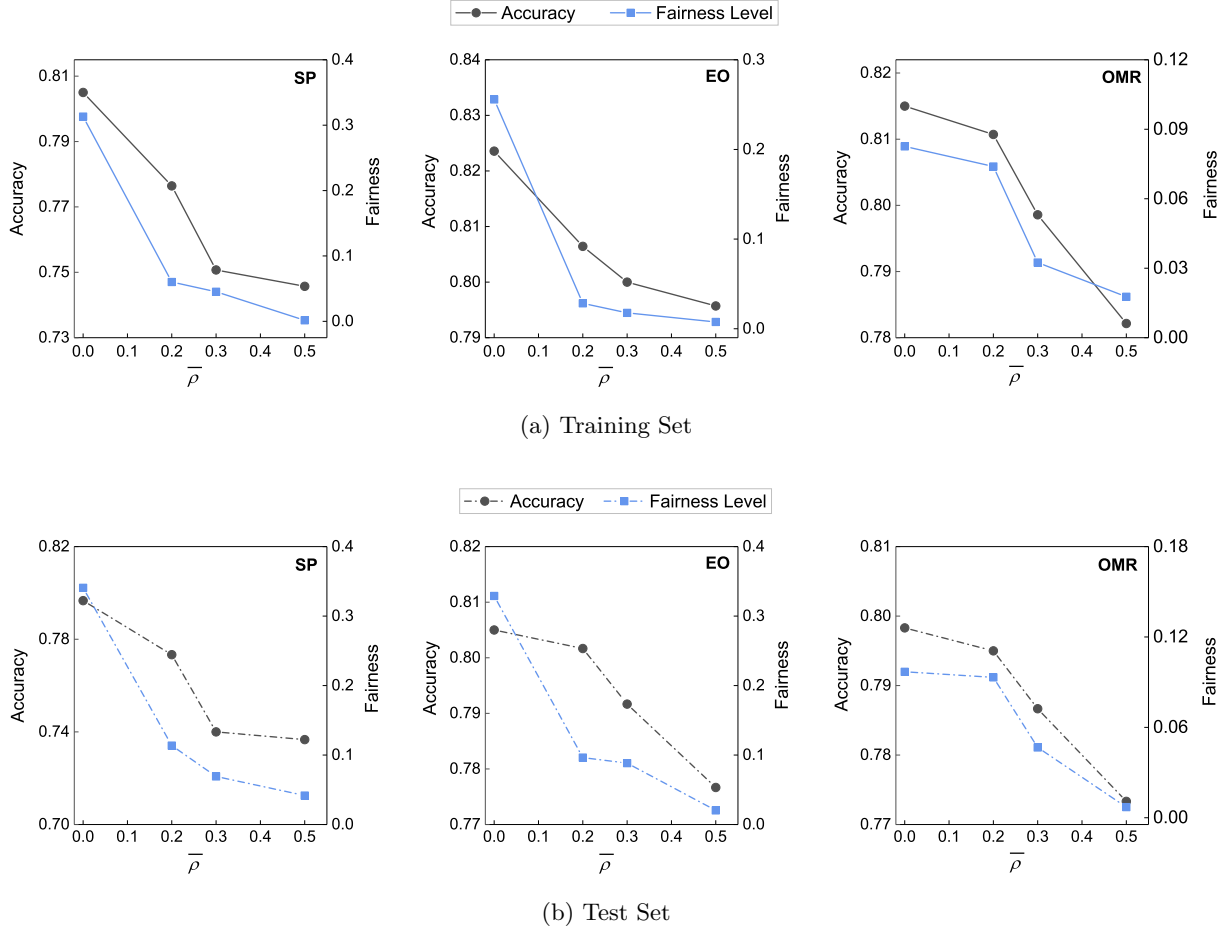 Accuracy Fairness Level
SP
0.81
0.79
0.77
0.75
0.73
0.4
0.3
0.2
0.1
0.0
0.0 0.1 0.2 0.3 0.4 0.5
Accuracy
Fairness
ρ̅
EO
0.84
0.83
0.82
0.81
0.80
0.79
0.3
0.2
0.1
0.0
0.0 0.1 0.2 0.3 0.4 0.5
Accuracy
Fairness
ρ̅
OMR
0.82
0.81
0.80
0.79
0.78
0.12
0.09
0.06
0.03
0.00
0.0 0.1 0.2 0.3 0.4 0.5
Accuracy
Fairness
ρ̅
(a) Training Set
Accuracy Fairness Level
SP
0.82
0.78
0.74
0.70
0.4
0.3
0.2
0.1
0.0
0.0 0.1 0.2 0.3 0.4 0.5
Accuracy
Fairness
ρ̅
EO
0.82
0.81
0.80
0.79
0.78
0.77
0.4
0.3
0.2
0.1
0.0
0.0 0.1 0.2 0.3 0.4 0.5
Accuracy
Fairness
ρ̅
OMR
0.81
0.80
0.79
0.78
0.77
0.18
0.12
0.06
0.00
0.0 0.1 0.2 0.3 0.4 0.5
Accuracy
Fairness
ρ̅
(b) Test Set